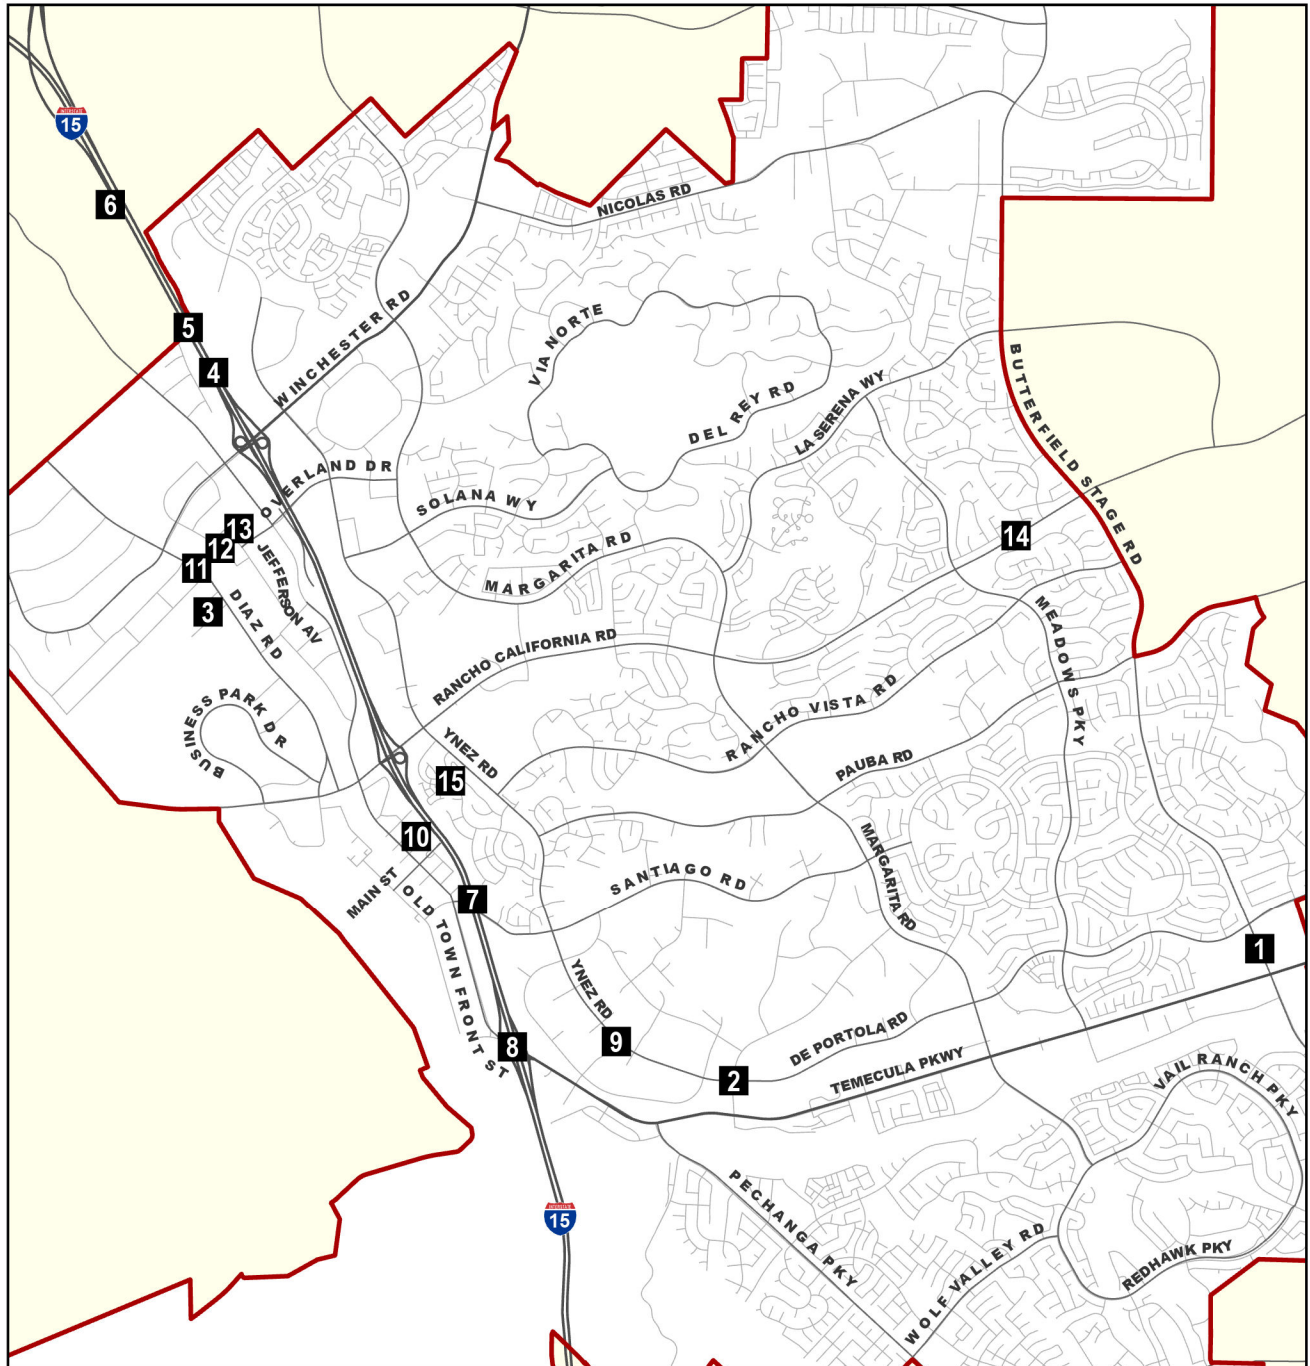 INTERSTATE
15
6
NICOLAS RD
5
4
WINCHESTER RD
VIA NORTE
DEL REY RD
LA SERENA WY
BUTTERFIELD STAGE RD
OVERLAND DR
SOLANA WY
13
12
11
JEFFERSON AV
MARGARITA RD
14
3
DIAZ RD
MEADOWS PKY
RANCHO CALIFORNIA RD
BUSINESS PARK DR
RANCHO VISTA RD
YNEZ RD
15
PAUBA RD
10
MARGARITA RD
MAIN ST
SANTIAGO RD
7
OLD TOWN FRONT ST
1
YNEZ RD
9
8
DE PORTOLA RD
2
TEMECULA PKWY
VAIL RANCH PKY
PECHANGA PKY
INTERSTATE
15
WOLF VALLEY RD
REDHAWK PKY